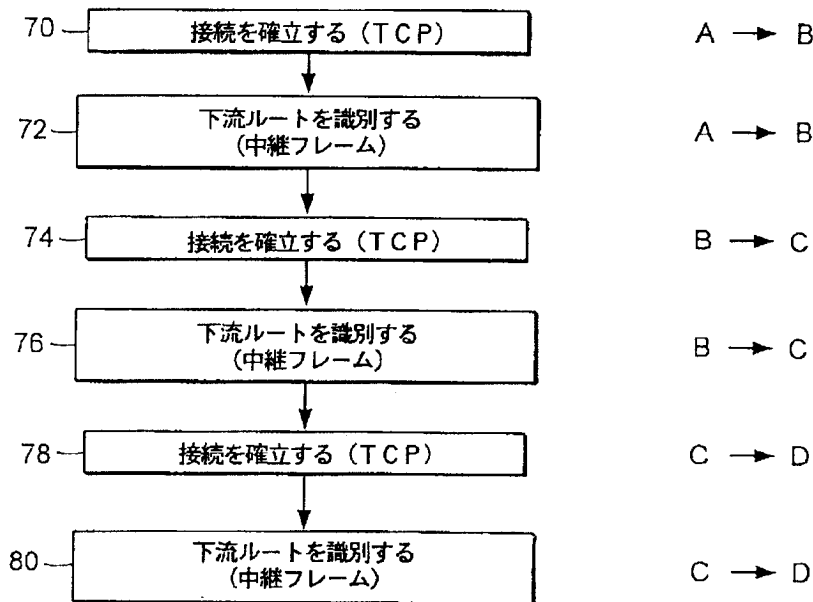 70 接続を確立する（TCP） A → B
72 下流ルートを識別する
（中継フレーム） A → B
74 接続を確立する（TCP） B → C
76 下流ルートを識別する
（中継フレーム） B → C
78 接続を確立する（TCP） C → D
80 下流ルートを識別する
（中継フレーム） C → D